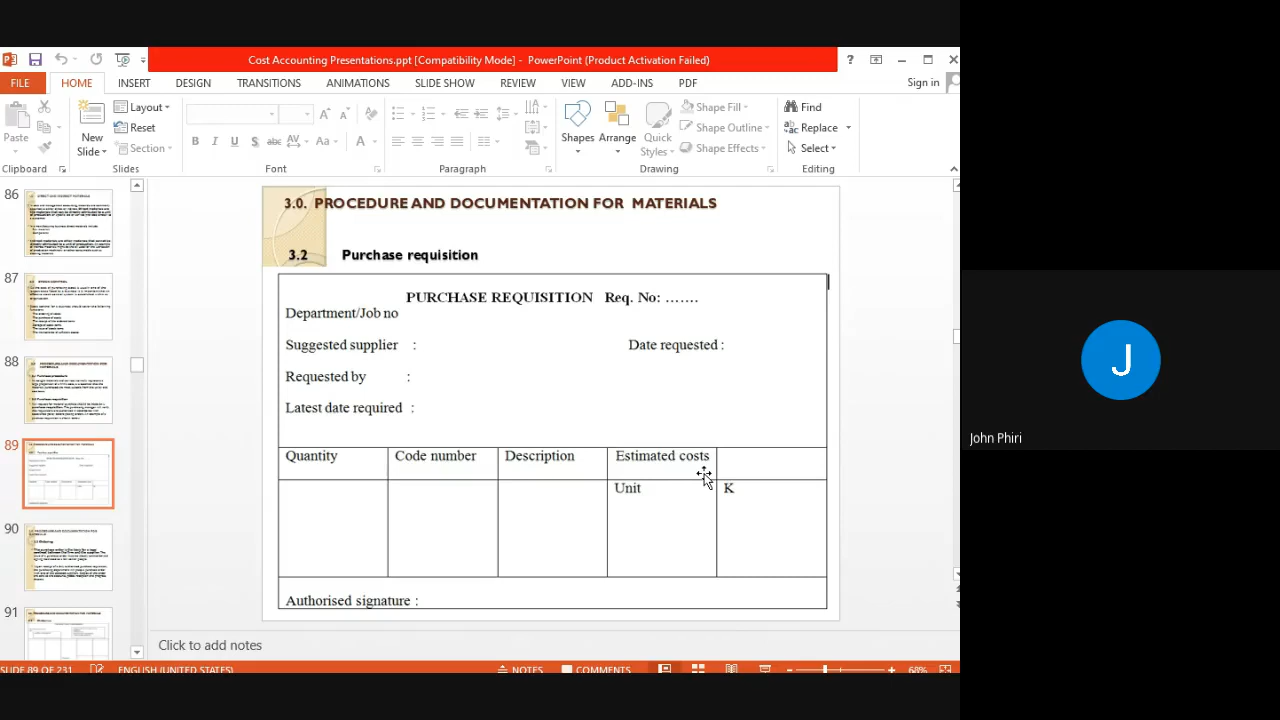 Cost Accounting Presentations.ppt [Compatibility Mode] - PowerPoint (Product Activation Failed)
FILE HOME INSERT DESIGN TRANSITIONS ANIMATIONS SLIDE SHOW REVIEW VIEW ADD-INS PDF Sign in
Paste
New Slide
Layout
Reset
Section
Shapes
Arrange
Quick Styles
Shape Fill
Shape Outline
Shape Effects
Find
Replace
Select
Clipboard Slides Font Paragraph Drawing Editing
86
87
88
89
90
91
3.0. PROCEDURE AND DOCUMENTATION FOR MATERIALS
3.2 Purchase requisition
PURCHASE REQUISITION Req. No: …….
Department/Job no
Suggested supplier : Date requested :
Requested by :
Latest date required :
Quantity Code number Description Estimated costs
Unit K
Authorised signature :
Click to add notes
SLIDE 89 OF 231 ENGLISH (UNITED STATES) NOTES COMMENTS 68%
J
John Phiri